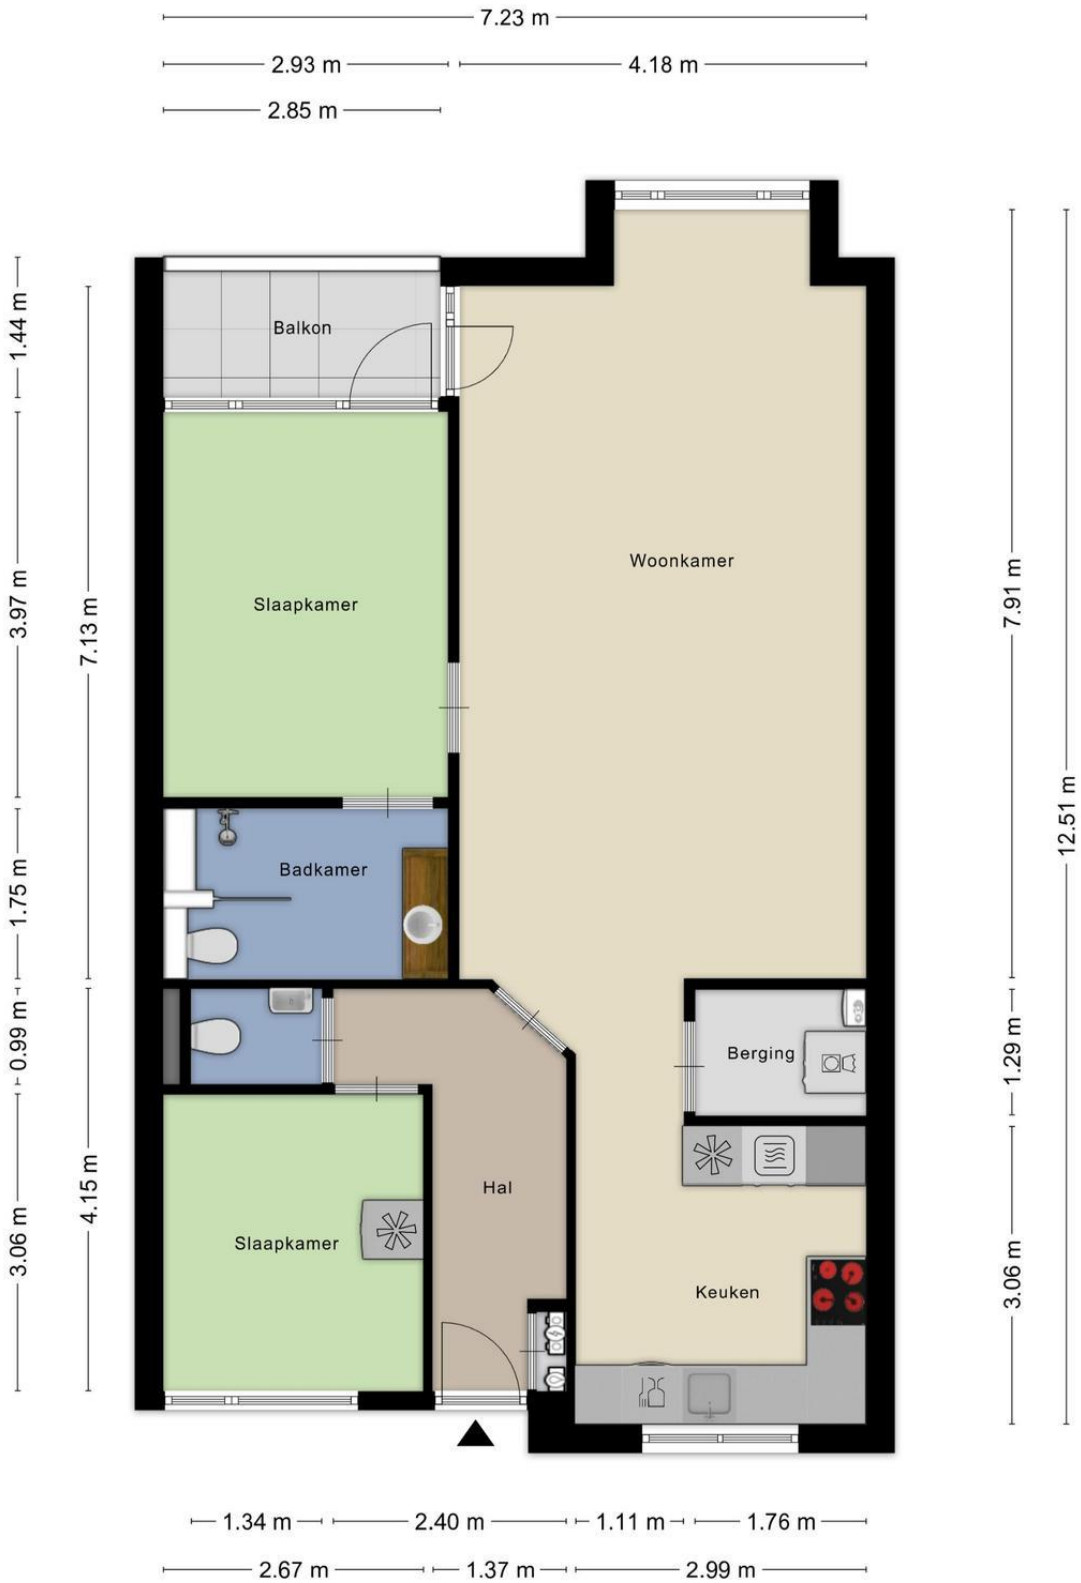 7.23 m
2.93 m
4.18 m
2.85 m
1.44 m
3.97 m
1.75 m
0.99 m
3.06 m
7.13 m
4.15 m
Balkon
Slaapkamer
Woonkamer
Badkamer
Berging
Hal
Slaapkamer
Keuken
7.91 m
1.29 m
3.06 m
12.51 m
1.34 m
2.40 m
1.11 m
1.76 m
2.67 m
1.37 m
2.99 m